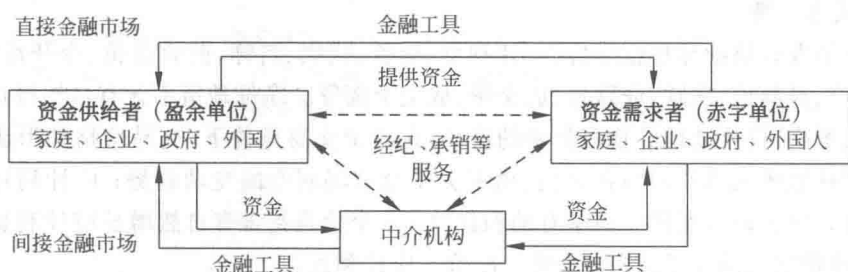 直接金融市场
金融工具
提供资金
资金供给者（盈余单位）
家庭、企业、政府、外国人
资金需求者（赤字单位）
家庭、企业、政府、外国人
经纪、承销等
服务
资金
资金
中介机构
间接金融市场
金融工具
金融工具